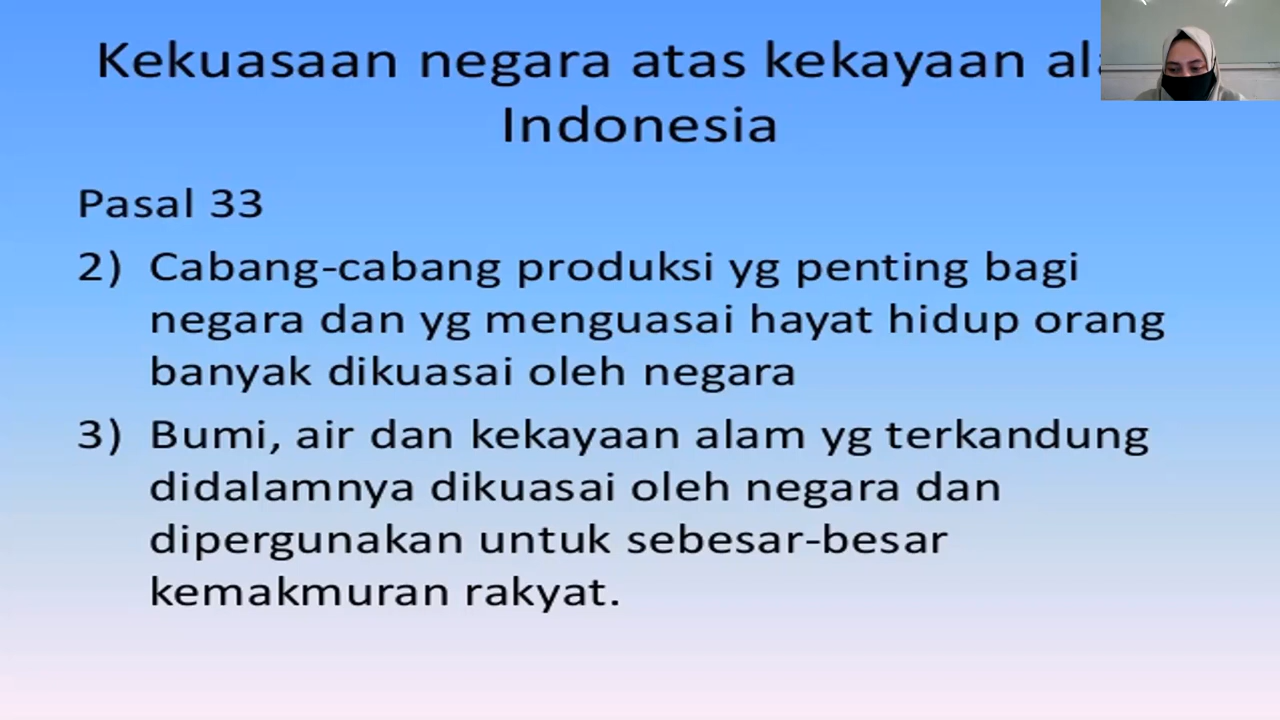 Kekuasaan negara atas kekayaan
Indonesia
Pasal 33
2) Cabang-cabang produksi yg penting bagi
negara dan yg menguasai hayat hidup orang
banyak dikuasai oleh negara
3) Bumi, air dan kekayaan alam yg terkandung
didalamnya dikuasai oleh negara dan
dipergunakan untuk sebesar-besar
kemakmuran rakyat.